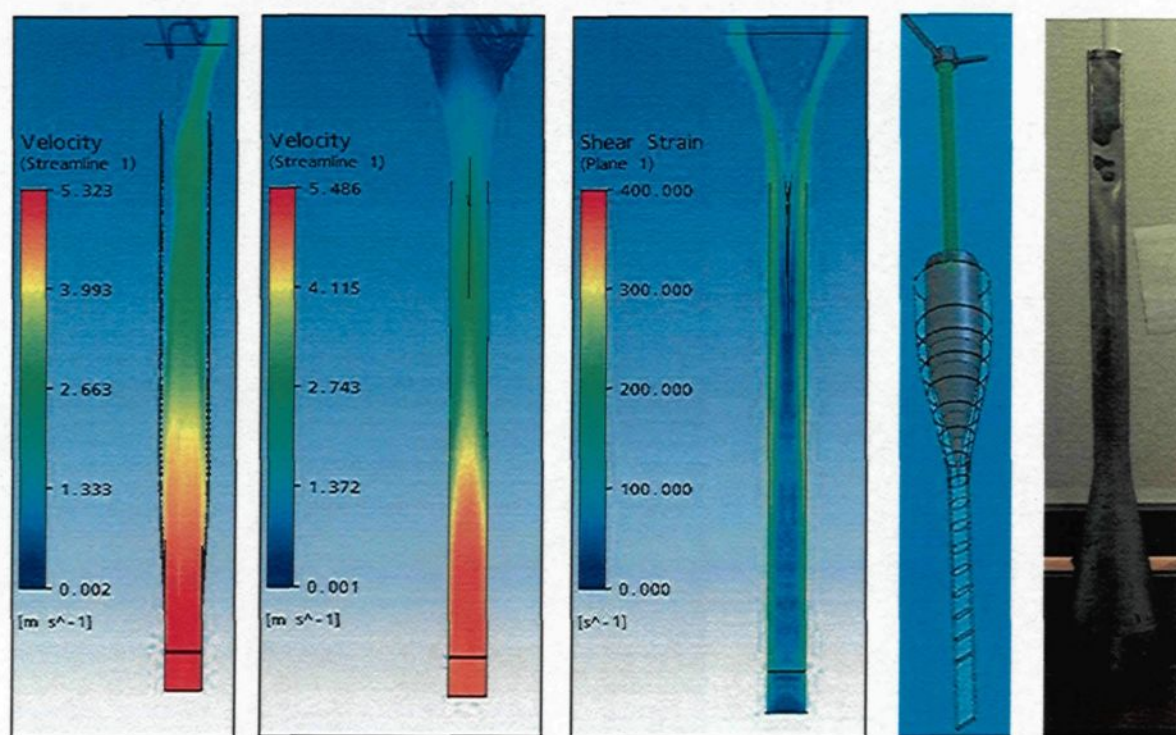 Velocity
(Streamline 1)
5.323
3.993
2.663
1.333
0.002
[m s^-1]
Velocity
(Streamline 1)
5.486
4.115
2.743
1.372
0.001
[m s^-1]
Shear Strain
(Plane 1)
400.000
300.000
200.000
100.000
0.000
[s^-1]